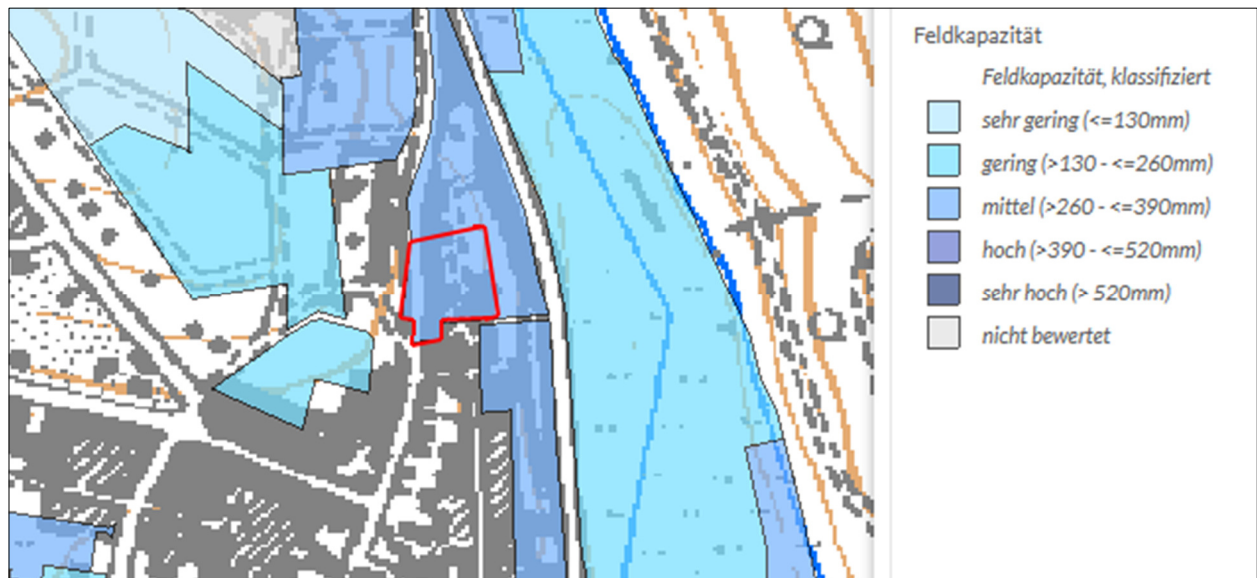 Feldkapazität
Feldkapazität, klassifiziert
sehr gering (<=130mm)
gering (>130 - <=260mm)
mittel (>260 - <=390mm)
hoch (>390 - <=520mm)
sehr hoch (> 520mm)
nicht bewertet